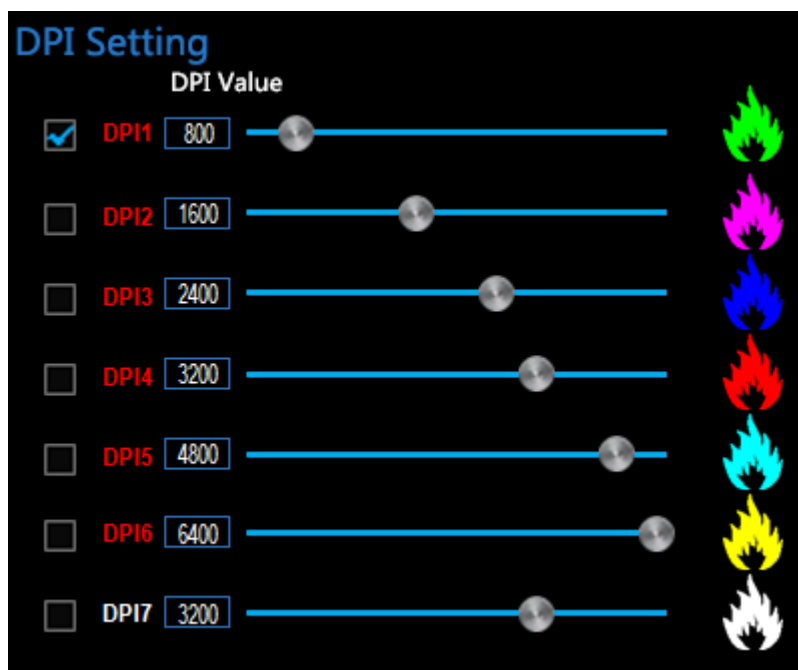 DPI Setting
DPI Value
DPI1 800
DPI2 1600
DPI3 2400
DPI4 3200
DPI5 4800
DPI6 6400
DPI7 3200